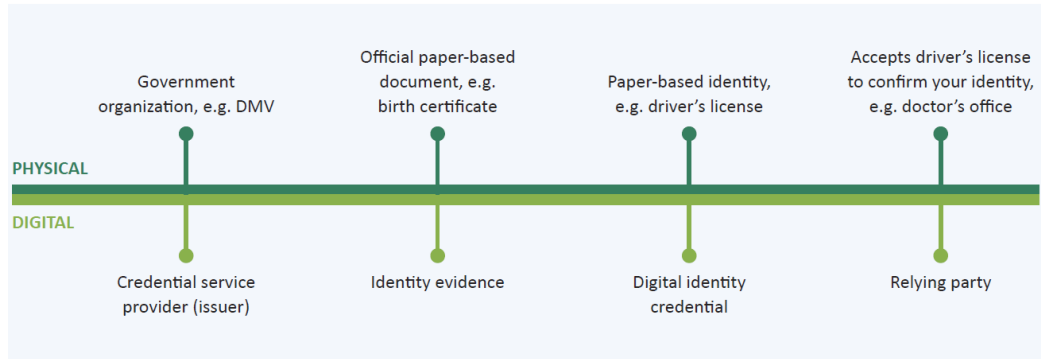 Government
organization, e.g. DMV
Official paper-based
document, e.g.
birth certificate
Paper-based identity,
e.g. driver's license
Accepts driver's license
to confirm your identity,
e.g. doctor's office
PHYSICAL
DIGITAL
Credential service
provider (issuer)
Identity evidence
Digital identity
credential
Relying party